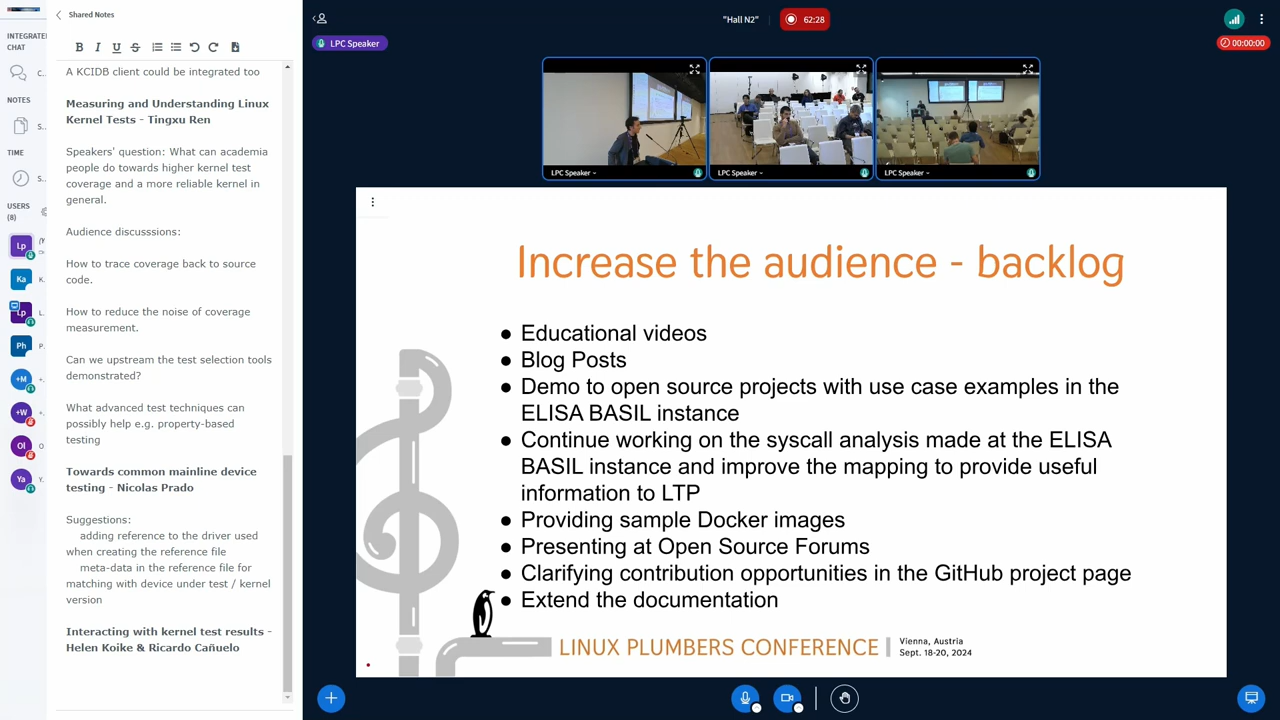 INTEGRATE
CHAT
C..
NOTES
S..
TIME
S..
USERS
(8)
Lp
Ka
K.
Lp
L.
Ph
P.
+M
+W
Ol
O
Ya
Y.
Shared Notes
B I U S
A KCIDB client could be integrated too
Measuring and Understanding Linux
Kernel Tests - Tingxu Ren
Speakers' question: What can academia
people do towards higher kernel test
coverage and a more reliable kernel in
general.
Audience discusssions:
How to trace coverage back to source
code.
How to reduce the noise of coverage
measurement.
Can we upstream the test selection tools
demonstrated?
What advanced test techniques can
possibly help e.g. property-based
testing
Towards common mainline device
testing - Nicolas Prado
Suggestions:
adding reference to the driver used
when creating the reference file
meta-data in the reference file for
matching with device under test / kernel
version
Interacting with kernel test results -
Helen Koike & Ricardo Cañuelo
"Hall N2"
62:28
LPC Speaker
00:00:00
LPC Speaker
LPC Speaker
LPC Speaker
Increase the audience - backlog
● Educational videos
● Blog Posts
● Demo to open source projects with use case examples in the
ELISA BASIL instance
● Continue working on the syscall analysis made at the ELISA
BASIL instance and improve the mapping to provide useful
information to LTP
● Providing sample Docker images
● Presenting at Open Source Forums
● Clarifying contribution opportunities in the GitHub project page
● Extend the documentation
LINUX PLUMBERS CONFERENCE
Vienna, Austria
Sept. 18-20, 2024